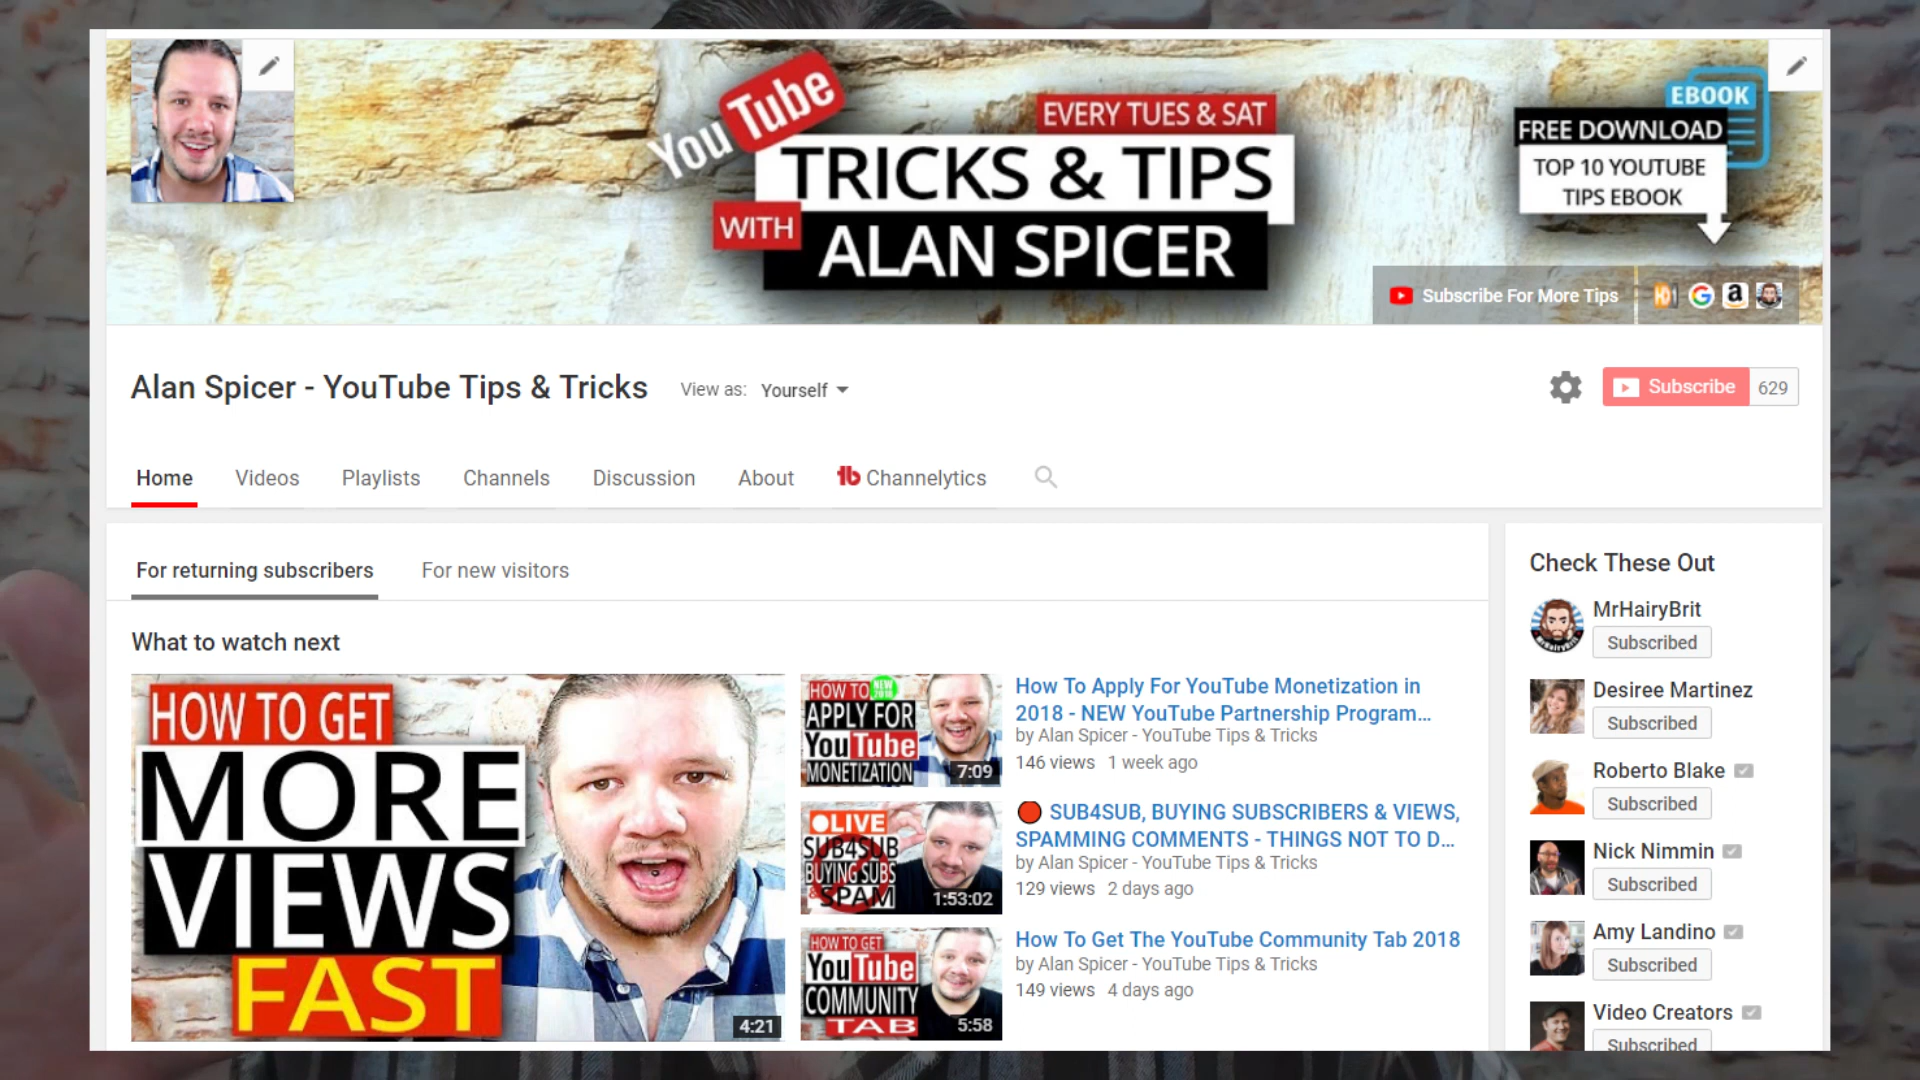 You Tube
EVERY TUES & SAT
TRICKS & TIPS
WITH
ALAN SPICER
EBOOK
FREE DOWNLOAD
TOP 10 YOUTUBE
TIPS EBOOK
Subscribe For More Tips
Alan Spicer - YouTube Tips & Tricks View as: Yourself
Subscribe 629
Home Videos Playlists Channels Discussion About tb Channelytics
For returning subscribers For new visitors
What to watch next
HOW TO GET
MORE
VIEWS
FAST
4:21
HOW TO NEW
APPLY FOR
YouTube
MONETIZATION
7:09
How To Apply For YouTube Monetization in
2018 - NEW YouTube Partnership Program...
by Alan Spicer - YouTube Tips & Tricks
146 views 1 week ago
LIVE
SUB4SUB
BUYING SUBS
& SPAM
1:53:02
SUB4SUB, BUYING SUBSCRIBERS & VIEWS,
SPAMMING COMMENTS - THINGS NOT TO D...
by Alan Spicer - YouTube Tips & Tricks
129 views 2 days ago
HOW TO GET
YouTube
COMMUNITY
TAB
5:58
How To Get The YouTube Community Tab 2018
by Alan Spicer - YouTube Tips & Tricks
149 views 4 days ago
Check These Out
MrHairyBrit
Subscribed
Desiree Martinez
Subscribed
Roberto Blake
Subscribed
Nick Nimmin
Subscribed
Amy Landino
Subscribed
Video Creators
Subscribed